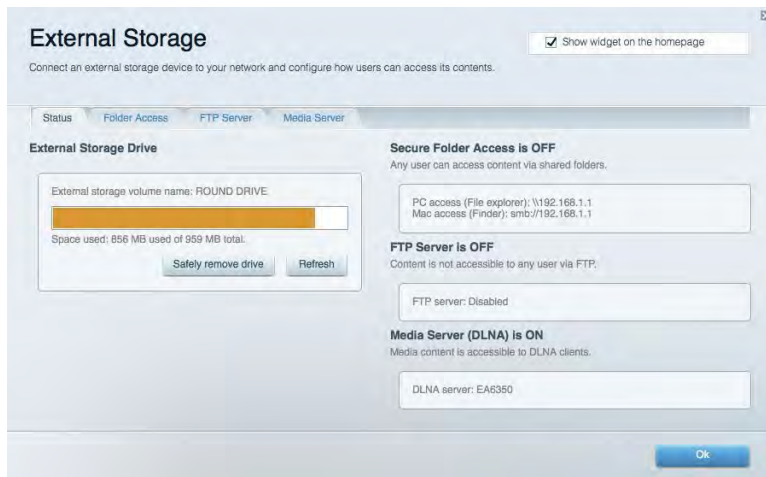 External Storage
Show widget on the homepage
Connect an external storage device to your network and configure how users can access its contents.
Status
Folder Access
FTP Server
Media Server
External Storage Drive
External storage volume name: ROUND DRIVE
Space used: 856 MB used of 959 MB total.
Safely remove drive
Refresh
Secure Folder Access is OFF
Any user can access content via shared folders.
PC access (File explorer): \\192.168.1.1
Mac access (Finder): smb://192.168.1.1
FTP Server is OFF
Content is not accessible to any user via FTP.
FTP server: Disabled
Media Server (DLNA) is ON
Media content is accessible to DLNA clients.
DLNA server: EA6350
Ok